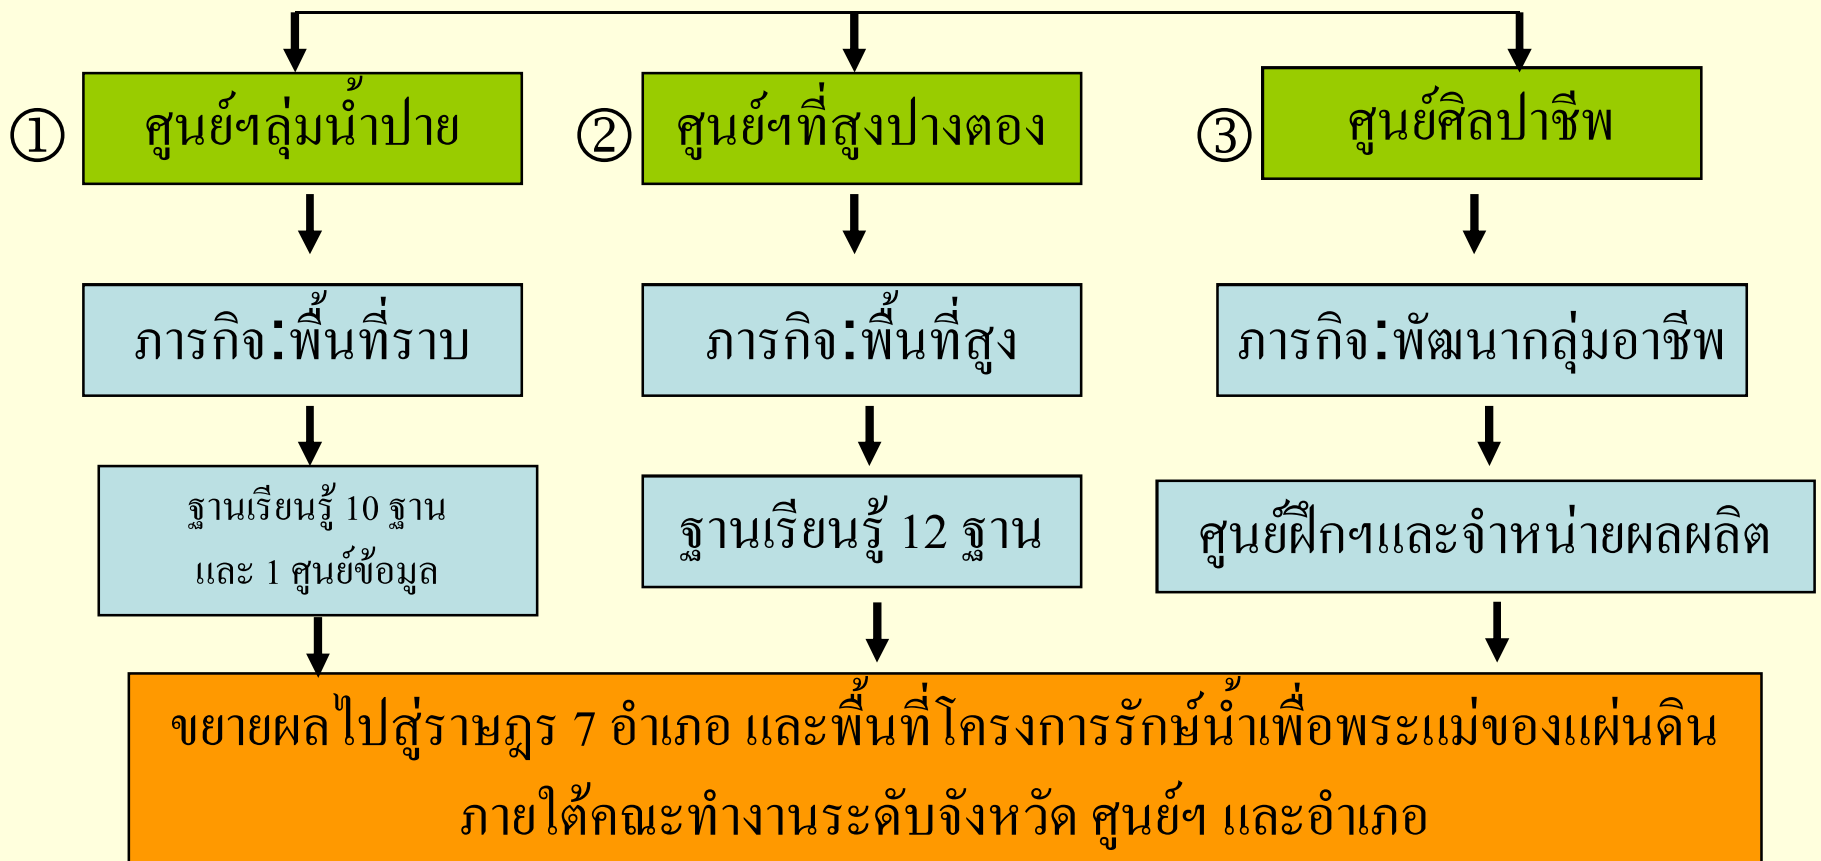 ① ศูนย์ฯลุ่มน้ำปาย
② ศูนย์ฯที่สูงปางตอง
③ ศูนย์ศิลปาชีพ
ภารกิจ:พื้นที่ราบ
ภารกิจ:พื้นที่สูง
ภารกิจ:พัฒนากลุ่มอาชีพ
ฐานเรียนรู้ 10 ฐาน
และ 1 ศูนย์ข้อมูล
ฐานเรียนรู้ 12 ฐาน
ศูนย์ฝึกฯและจำหน่ายผลผลิต
ขยายผลไปสู่ราษฎร 7 อำเภอ และพื้นที่โครงการรักษ์น้ำเพื่อพระแม่ของแผ่นดิน
ภายใต้คณะทำงานระดับจังหวัด ศูนย์ฯ และอำเภอ